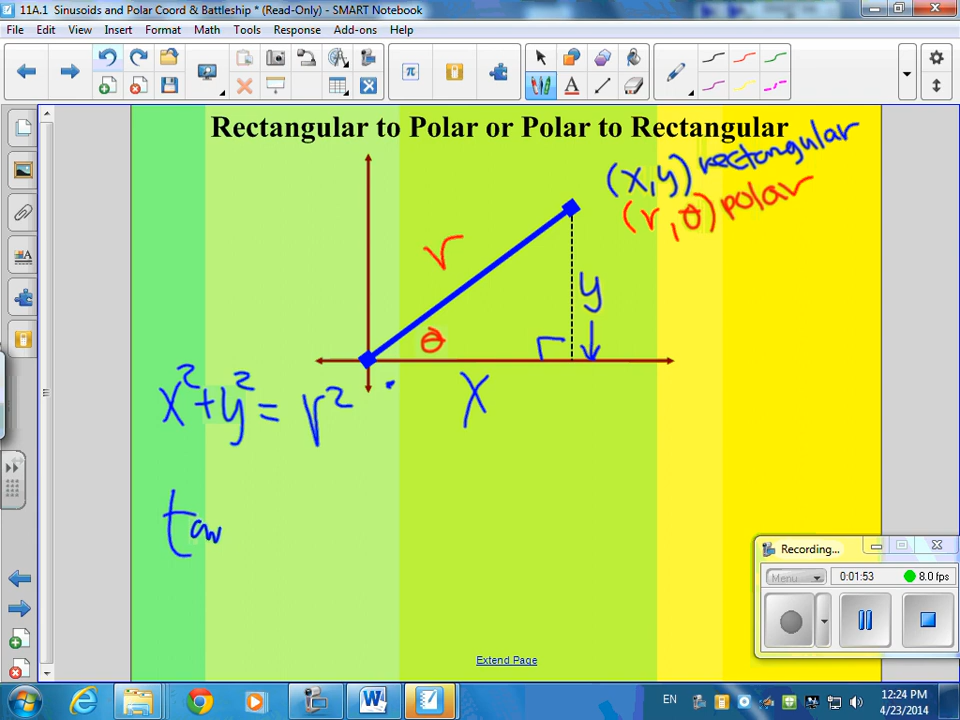 11A.1 Sinusoids and Polar Coord & Battleship * (Read-Only) - SMART Notebook
File Edit View Insert Format Math Tools Response Add-ons Help
Rectangular to Polar or Polar to Rectangular
(x,y) rectangular
(r,θ) polar
r
y
θ
x
x²+y²= r²
tan
Recording...
Menu
0:01:53
8.0 fps
Extend Page
EN
12:24 PM
4/23/2014